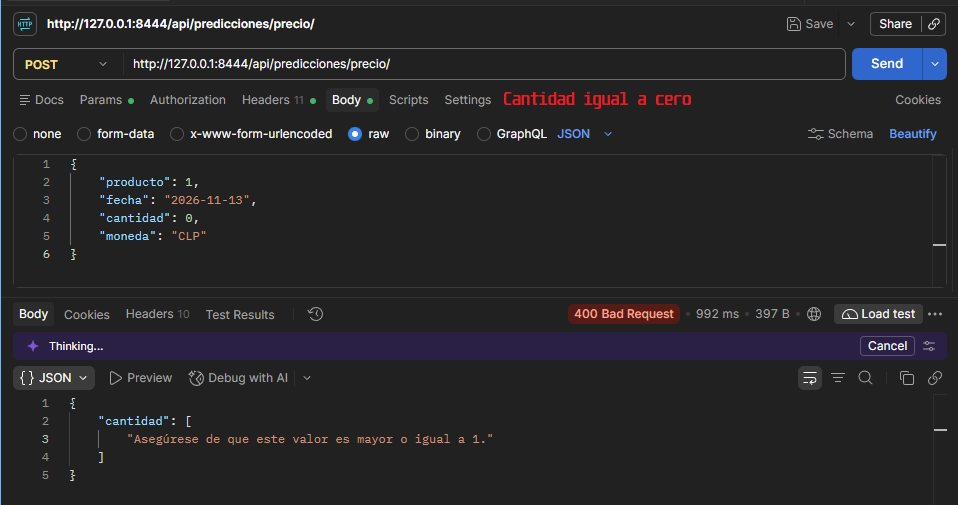 HTTP http://127.0.0.1:8444/api/predicciones/precio/ Save Share
POST http://127.0.0.1:8444/api/predicciones/precio/ Send
Docs Params Authorization Headers 11 Body Scripts Settings Cantidad igual a cero Cookies
none form-data x-www-form-urlencoded raw binary GraphQL JSON Schema Beautify
1 {
2 "producto": 1,
3 "fecha": "2026-11-13",
4 "cantidad": 0,
5 "moneda": "CLP"
6 }
Body Cookies Headers 10 Test Results 400 Bad Request 992 ms 397 B Load test
Thinking... Cancel
{} JSON Preview Debug with AI
1 {
2 "cantidad": [
3 "Asegúrese de que este valor es mayor o igual a 1."
4 ]
5 }